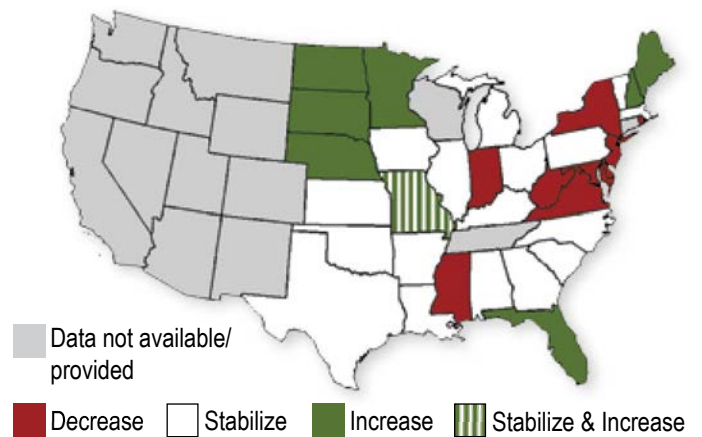 Data not available/
provided
Decrease
Stabilize
Increase
Stabilize & Increase